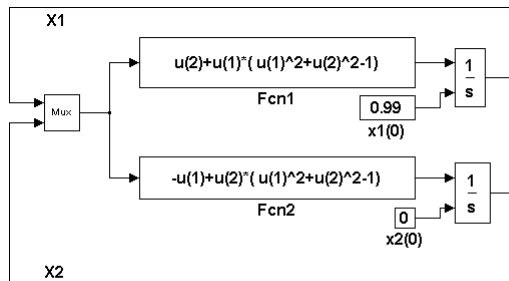 X1
u(2)+u(1)*( u(1)^2+u(2)^2-1)
Fcn1
1
s
0.99
x1(0)
Mux
-u(1)+u(2)*( u(1)^2+u(2)^2-1)
Fcn2
1
s
0
x2(0)
X2